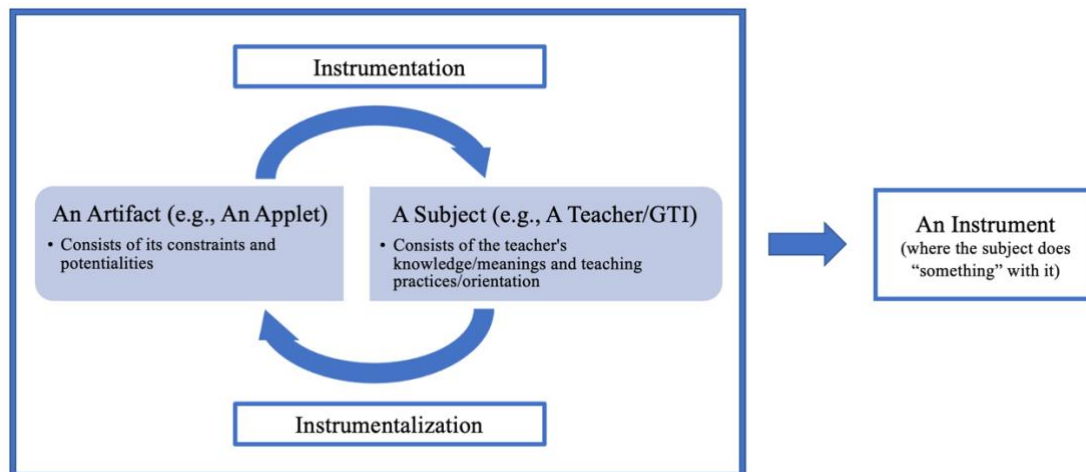 Instrumentation
An Artifact (e.g., An Applet)
• Consists of its constraints and
potentialities
A Subject (e.g., A Teacher/GTI)
• Consists of the teacher's
knowledge/meanings and teaching
practices/orientation
Instrumentalization
An Instrument
(where the subject does
“something” with it)